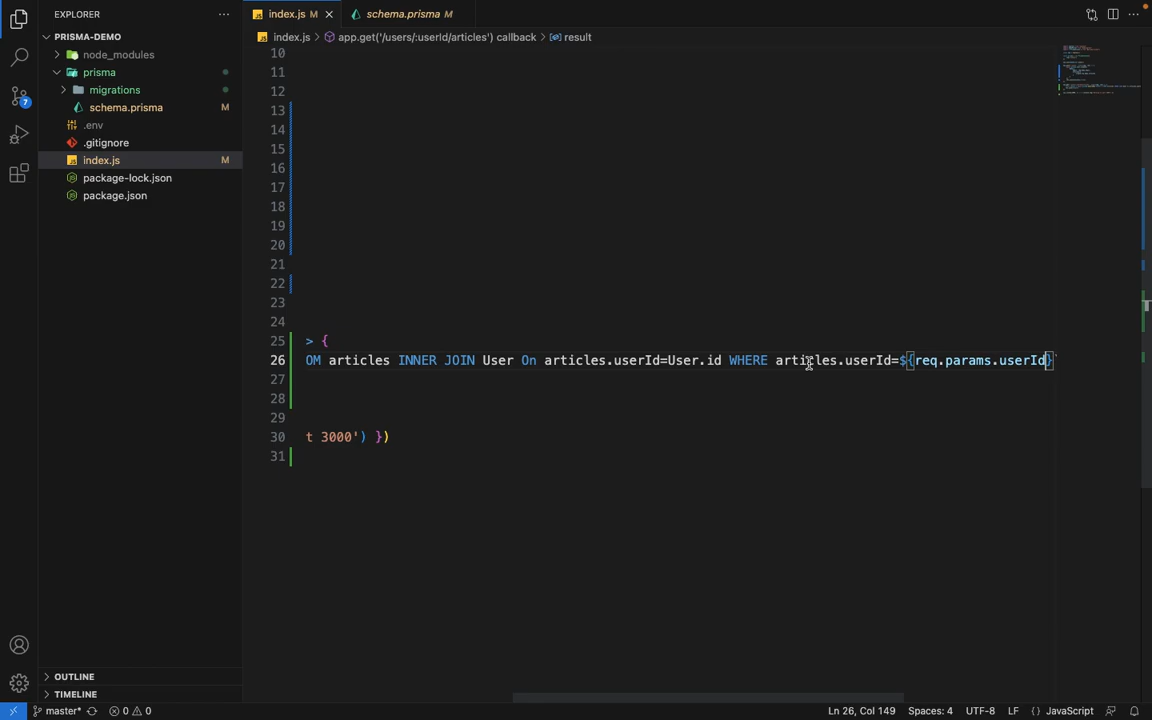 EXPLORER
index.js M
schema.prisma M
PRISMA-DEMO
index.js > app.get('/users/:userId/articles') callback > result
node_modules
prisma
migrations
schema.prisma M
.env
.gitignore
index.js M
package-lock.json
package.json
10
11
12
13
14
15
16
17
18
19
20
21
22
23
24
25 > {
26 OM articles INNER JOIN User On articles.userId=User.id WHERE articles.userId=${req.params.userId}`
27
28
29
30 t 3000') })
31
7
OUTLINE
TIMELINE
master* 0 0 Ln 26, Col 149 Spaces: 4 UTF-8 LF {} JavaScript